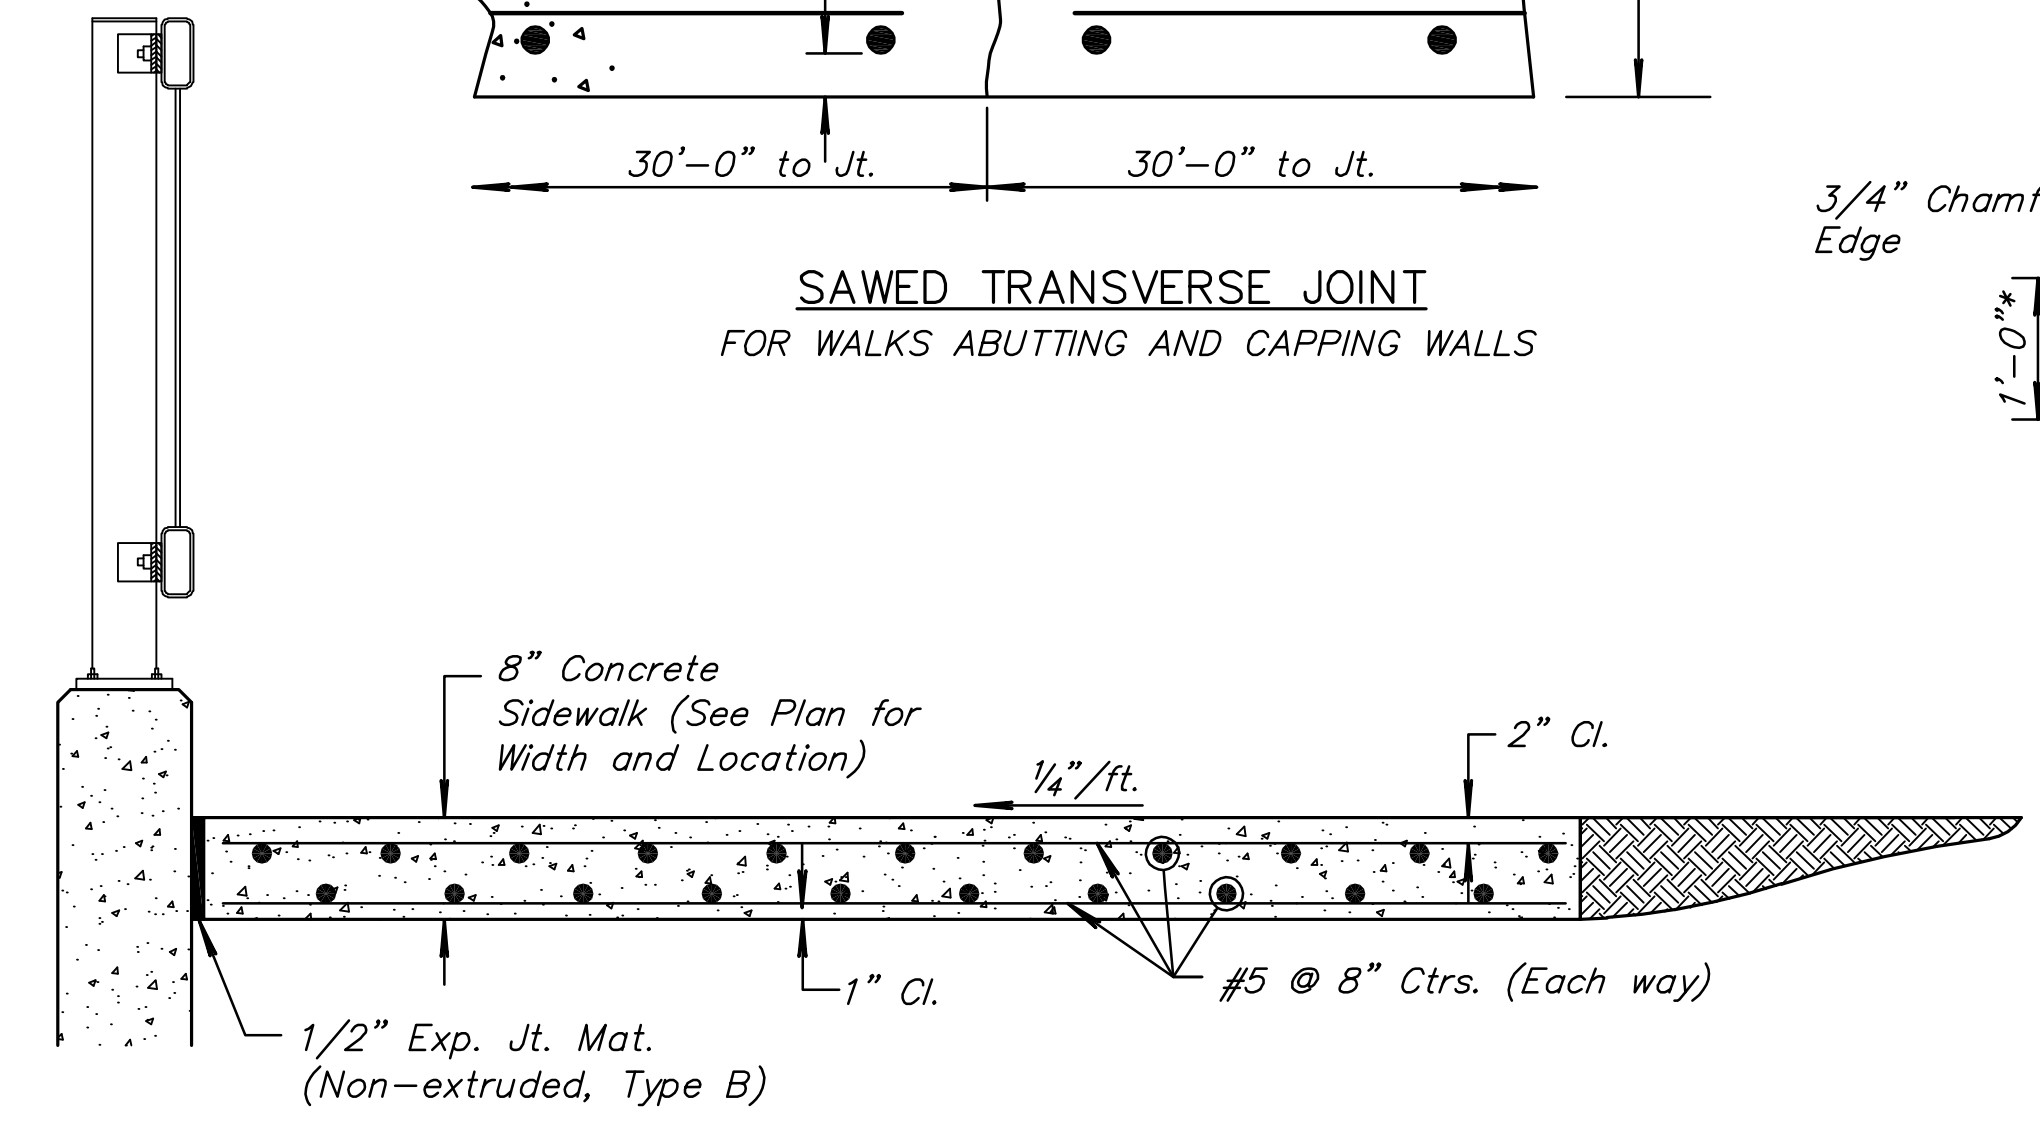 30'-0" to Jt.
30'-0" to Jt.
3/4" Chamf
Edge
1'-0"*
SAWED TRANSVERSE JOINT
FOR WALKS ABUTTING AND CAPPING WALLS
8" Concrete
Sidewalk (See Plan for
Width and Location)
2" Cl.
1/4"/ft.
#5 @ 8" Ctrs. (Each way)
1" Cl.
1/2" Exp. Jt. Mat.
(Non-extruded, Type B)